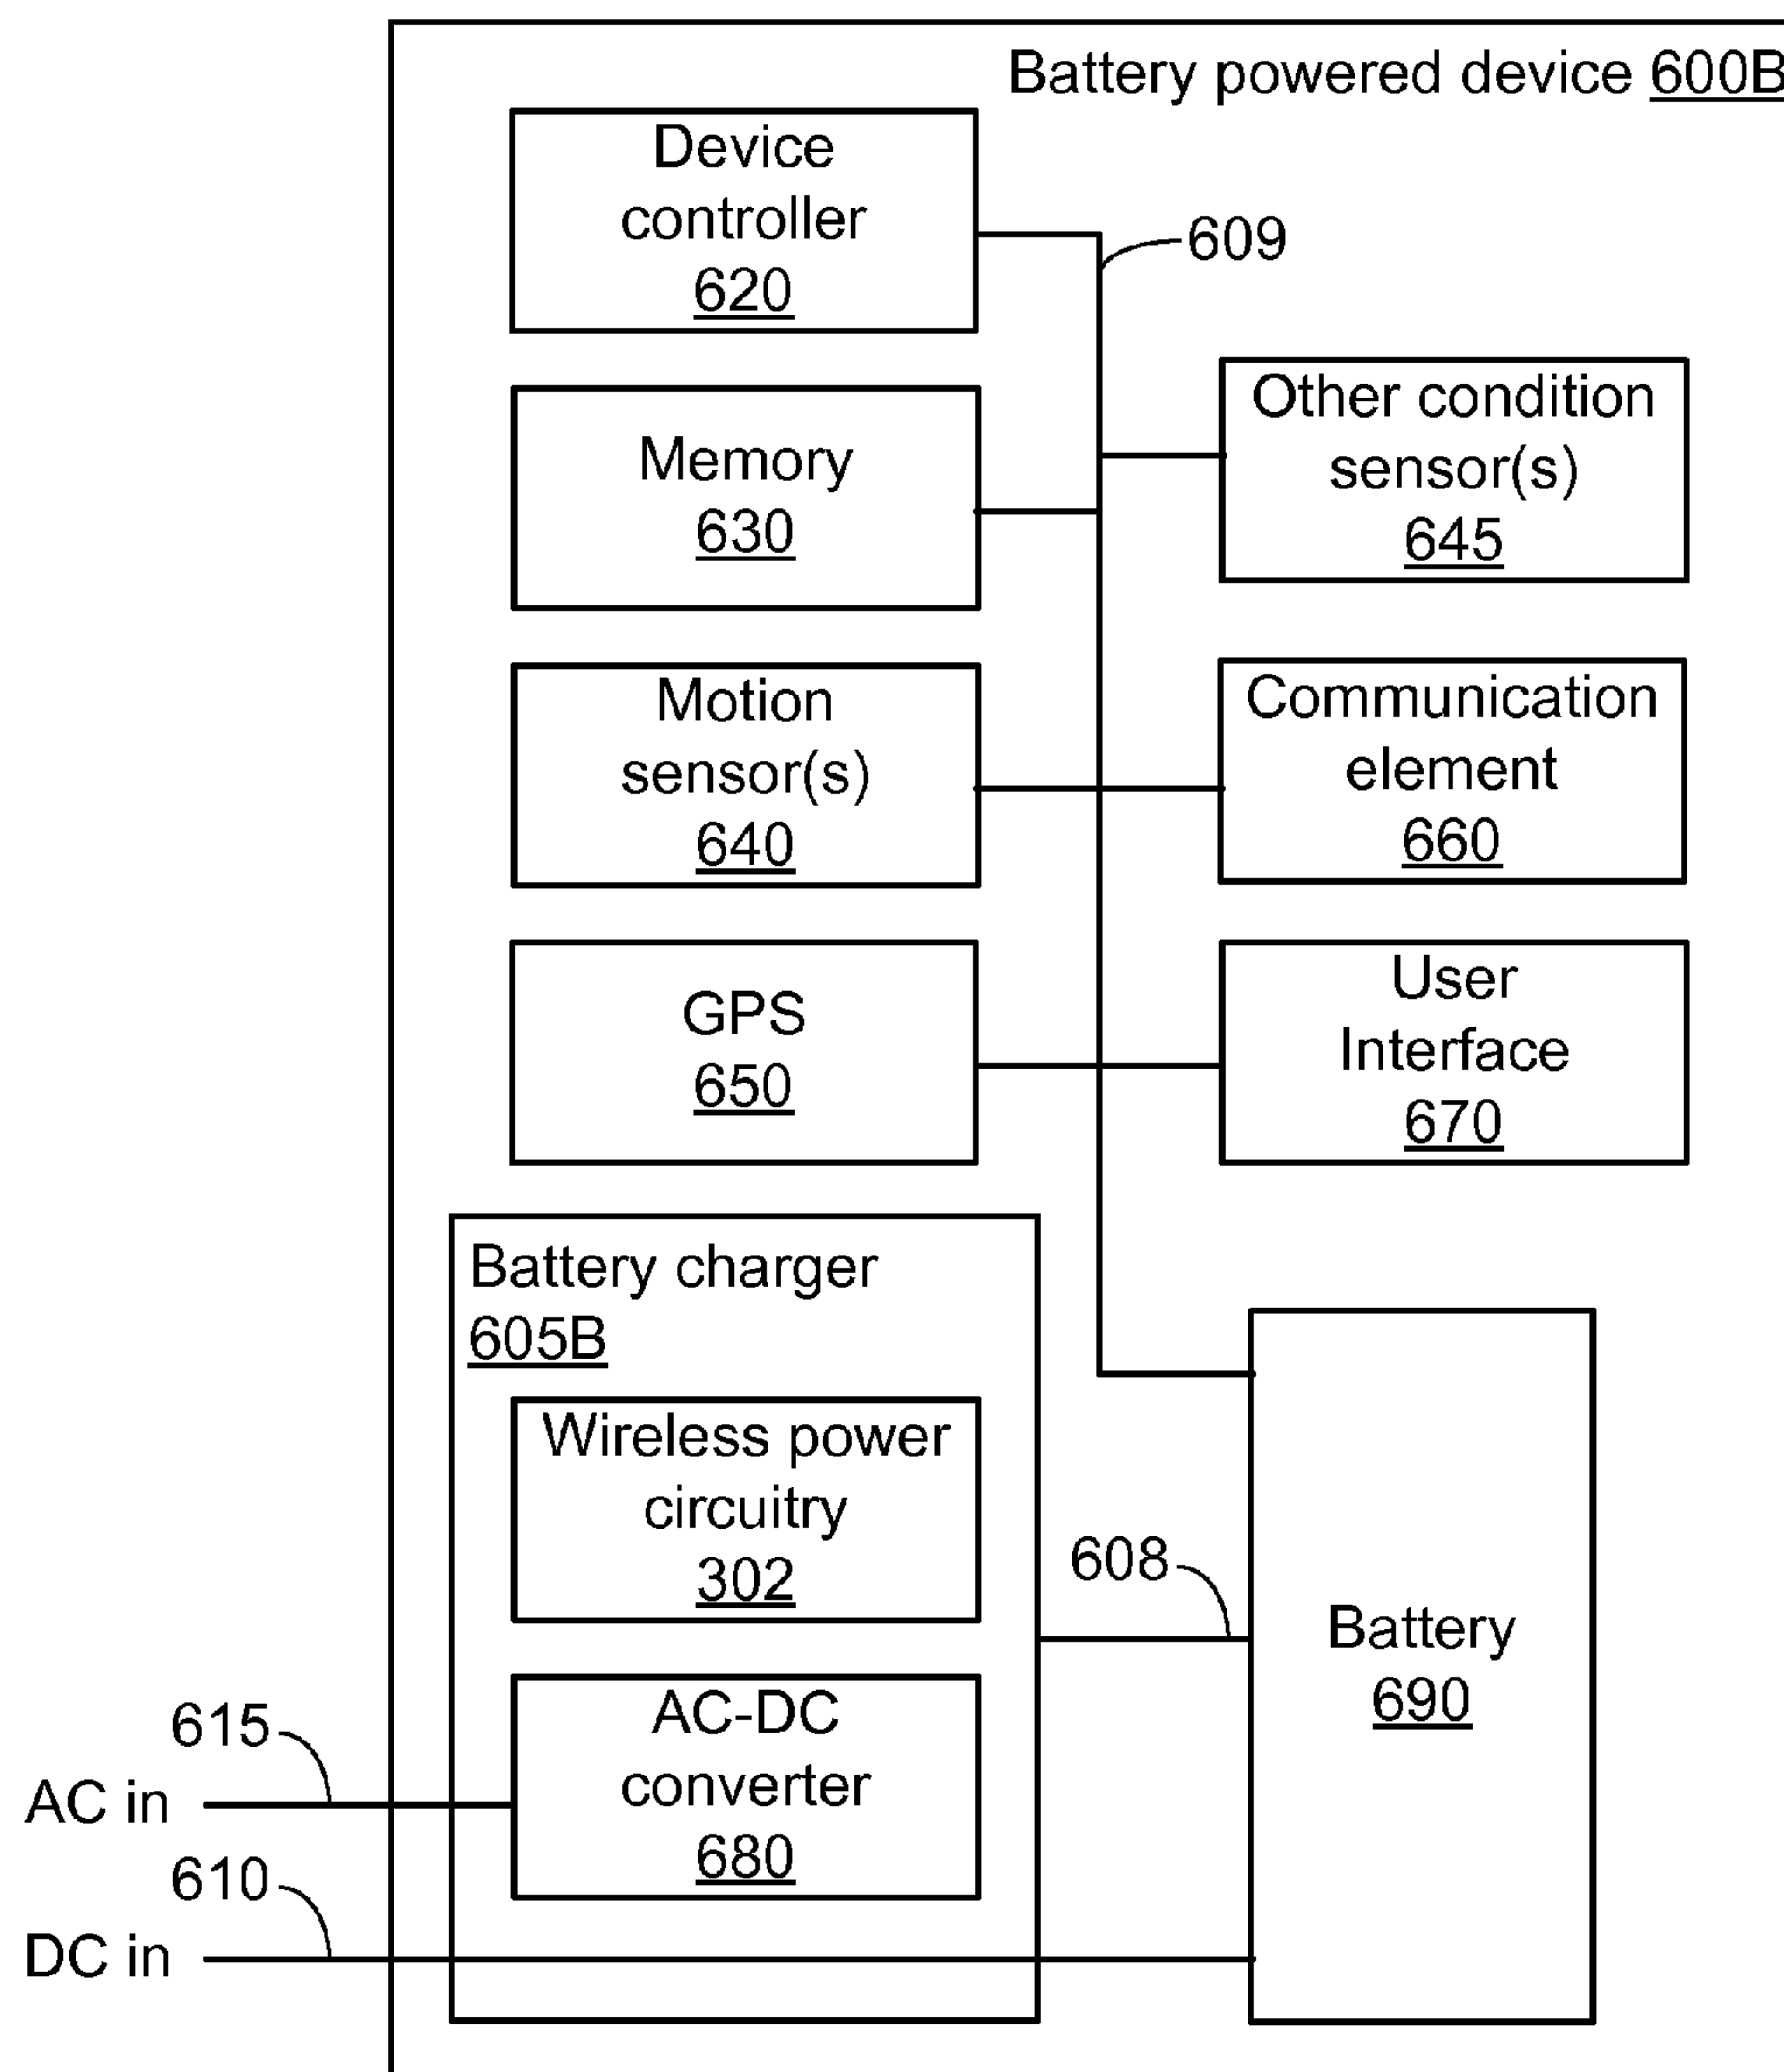 Battery powered device 600B
Device
controller
620
609
Memory
630
Other condition
sensor(s)
645
Motion
sensor(s)
640
Communication
element
660
GPS
650
User
Interface
670
Battery charger
605B
Wireless power
circuitry
302
608
Battery
690
AC-DC
converter
680
615
AC in
610
DC in